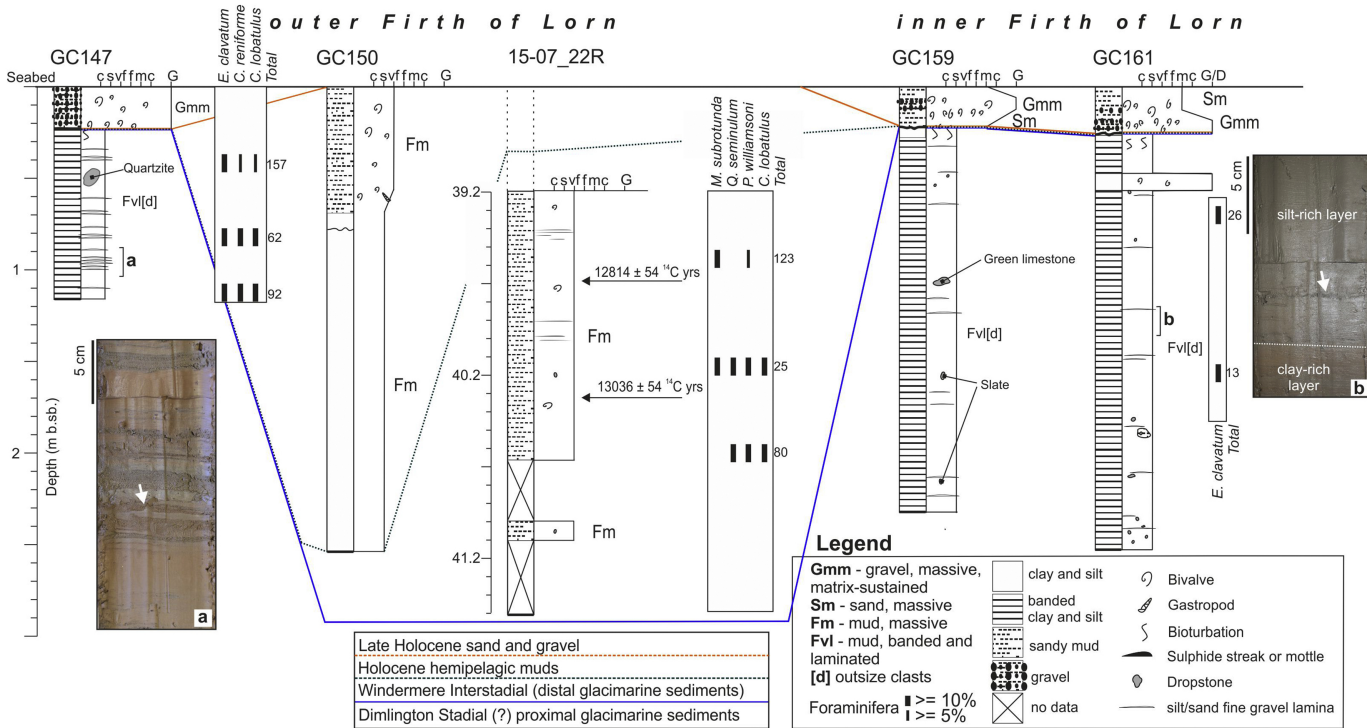 outer Firth of Lorn
inner Firth of Lorn
GC147
E. clavatum
C. reniforme
C. lobatulus
Total
GC150
15-07_22R
GC159
GC161
Seabed
csvffmc G
csvffmc G
csvffmc G
csvffmc G/D
Gmm
Fm
Gmm
Sm
Sm
Gmm
M. subrotunda
Q. seminulum
P. williamsoni
C. lobatulus
Total
Quartzite
157
Fvl[d]
62
a
1
92
39.2
csvffmc G
123
12814 ± 54 ¹⁴C yrs
Fm
Fm
25
40.2
13036 ± 54 ¹⁴C yrs
80
Fm
41.2
Green limestone
Fvl[d]
Slate
b
Fvl[d]
26
13
E. clavatum
Total
5 cm
silt-rich layer
clay-rich
layer
b
5 cm
a
2
Depth (m b.sb.)
Late Holocene sand and gravel
Holocene hemipelagic muds
Windermere Interstadial (distal glacimarine sediments)
Dimlington Stadial (?) proximal glacimarine sediments
Legend
Gmm - gravel, massive,
matrix-sustained
Sm - sand, massive
Fm - mud, massive
Fvl - mud, banded and
laminated
[d] outsize clasts
Foraminifera >= 10%
>= 5%
clay and silt
banded
clay and silt
sandy mud
gravel
no data
Bivalve
Gastropod
Bioturbation
Sulphide streak or mottle
Dropstone
silt/sand fine gravel lamina